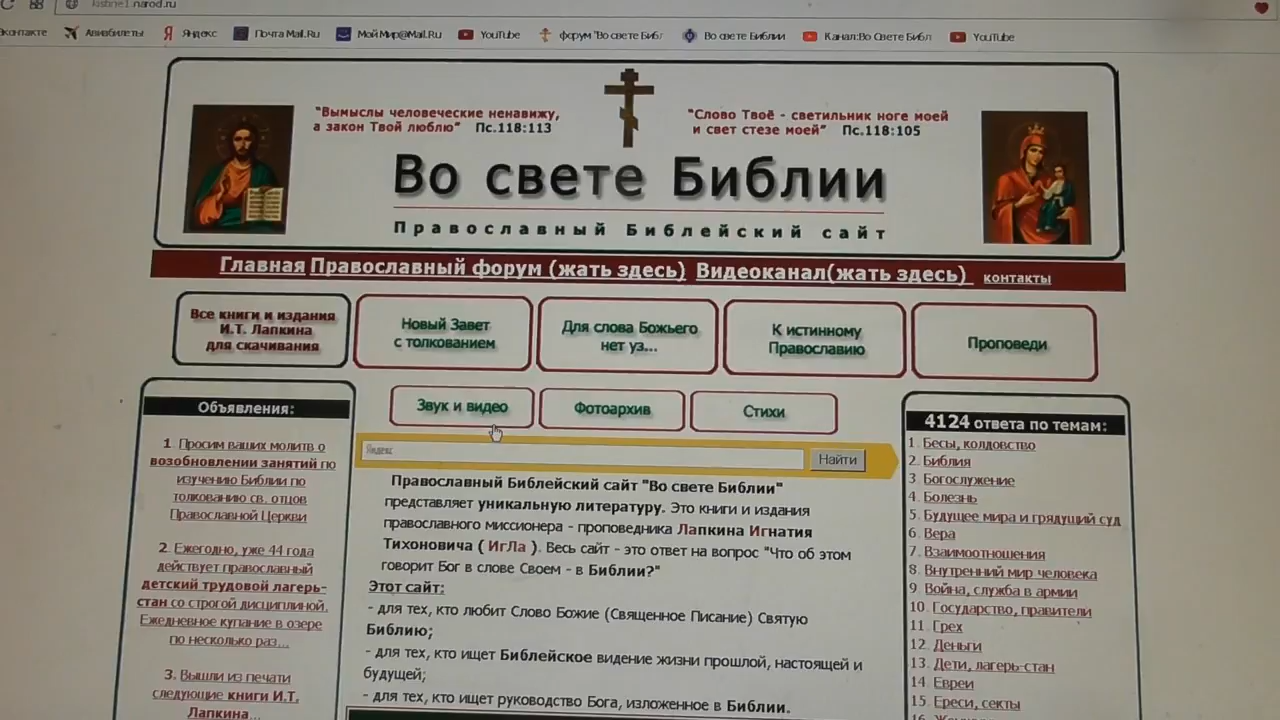 kistine1.narod.ru
Авиабилеты
Яндекс
Почта Mail.Ru
Мой Мир@Mail.Ru
YouTube
форум "Во свете Библ
Во свете Библии
Канал:Во Свете Библ
YouTube
"Вымыслы человеческие ненавижу,
а закон Твой люблю" Пс.118:113
"Слово Твоё - светильник ноге моей
и свет стезе моей" Пс.118:105
Во свете Библии
Православный Библейский сайт
Главная Православный форум (жать здесь) Видеоканал(жать здесь) контакты
Все книги и издания
И.Т. Лапкина
для скачивания
Новый Завет
с толкованием
Для слова Божьего
нет уз...
К истинному
Православию
Проповеди
Звук и видео
Фотоархив
Стихи
Яндекс
Найти
Объявления:
1. Просим ваших молитв о
возобновлении занятий по
изучению Библии по
толкованию св. отцов
Православной Церкви
2. Ежегодно, уже 44 года
действует православный
детский трудовой лагерь-
стан со строгой дисциплиной.
Ежедневное купание в озере
по несколько раз...
3. Вышли из печати
следующие книги И.Т.
Лапкина...
Православный Библейский сайт "Во свете Библии"
представляет уникальную литературу. Это книги и издания
православного миссионера - проповедника Лапкина Игнатия
Тихоновича ( ИгЛа ). Весь сайт - это ответ на вопрос "Что об этом
говорит Бог в слове Своем - в Библии?"
Этот сайт:
- для тех, кто любит Слово Божие (Священное Писание) Святую
Библию;
- для тех, кто ищет Библейское видение жизни прошлой, настоящей и
будущей;
- для тех, кто ищет руководство Бога, изложенное в Библии.
4124 ответа по темам:
1. Бесы, колдовство
2. Библия
3. Богослужение
4. Болезнь
5. Будущее мира и грядущий суд
6. Вера
7. Взаимоотношения
8. Внутренний мир человека
9. Война, служба в армии
10. Государство, правители
11. Грех
12. Деньги
13. Дети, лагерь-стан
14. Евреи
15. Ереси, секты